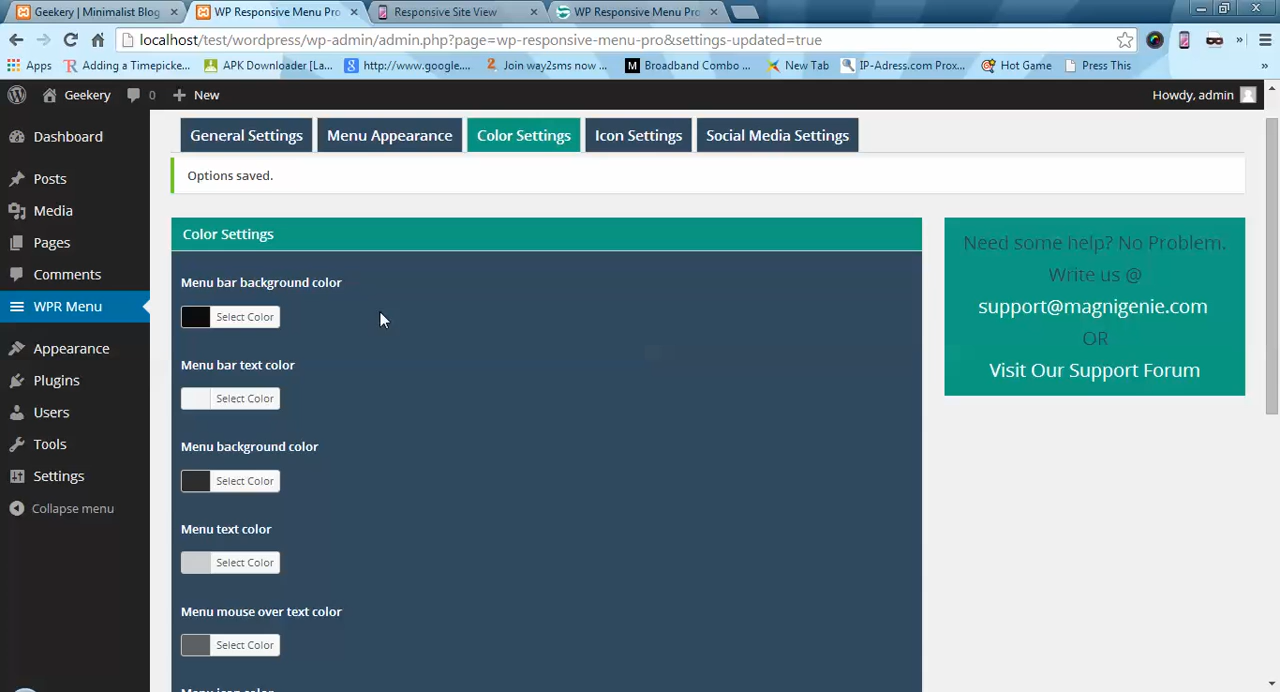 Geekery | Minimalist Blog
WP Responsive Menu Pro
Responsive Site View
WP Responsive Menu Pro
localhost/test/wordpress/wp-admin/admin.php?page=wp-responsive-menu-pro&settings-updated=true
Apps
Adding a Timepicke...
APK Downloader [La...
http://www.google....
Join way2sms now ...
Broadband Combo ...
New Tab
IP-Adress.com Prox...
Hot Game
Press This
»
Geekery
0
New
Howdy, admin
Dashboard
Posts
Media
Pages
Comments
WPR Menu
Appearance
Plugins
Users
Tools
Settings
Collapse menu
General Settings
Menu Appearance
Color Settings
Icon Settings
Social Media Settings
Options saved.
Color Settings
Menu bar background color
Select Color
Menu bar text color
Select Color
Menu background color
Select Color
Menu text color
Select Color
Menu mouse over text color
Select Color
Need some help? No Problem.
Write us @
support@magnigenie.com
OR
Visit Our Support Forum